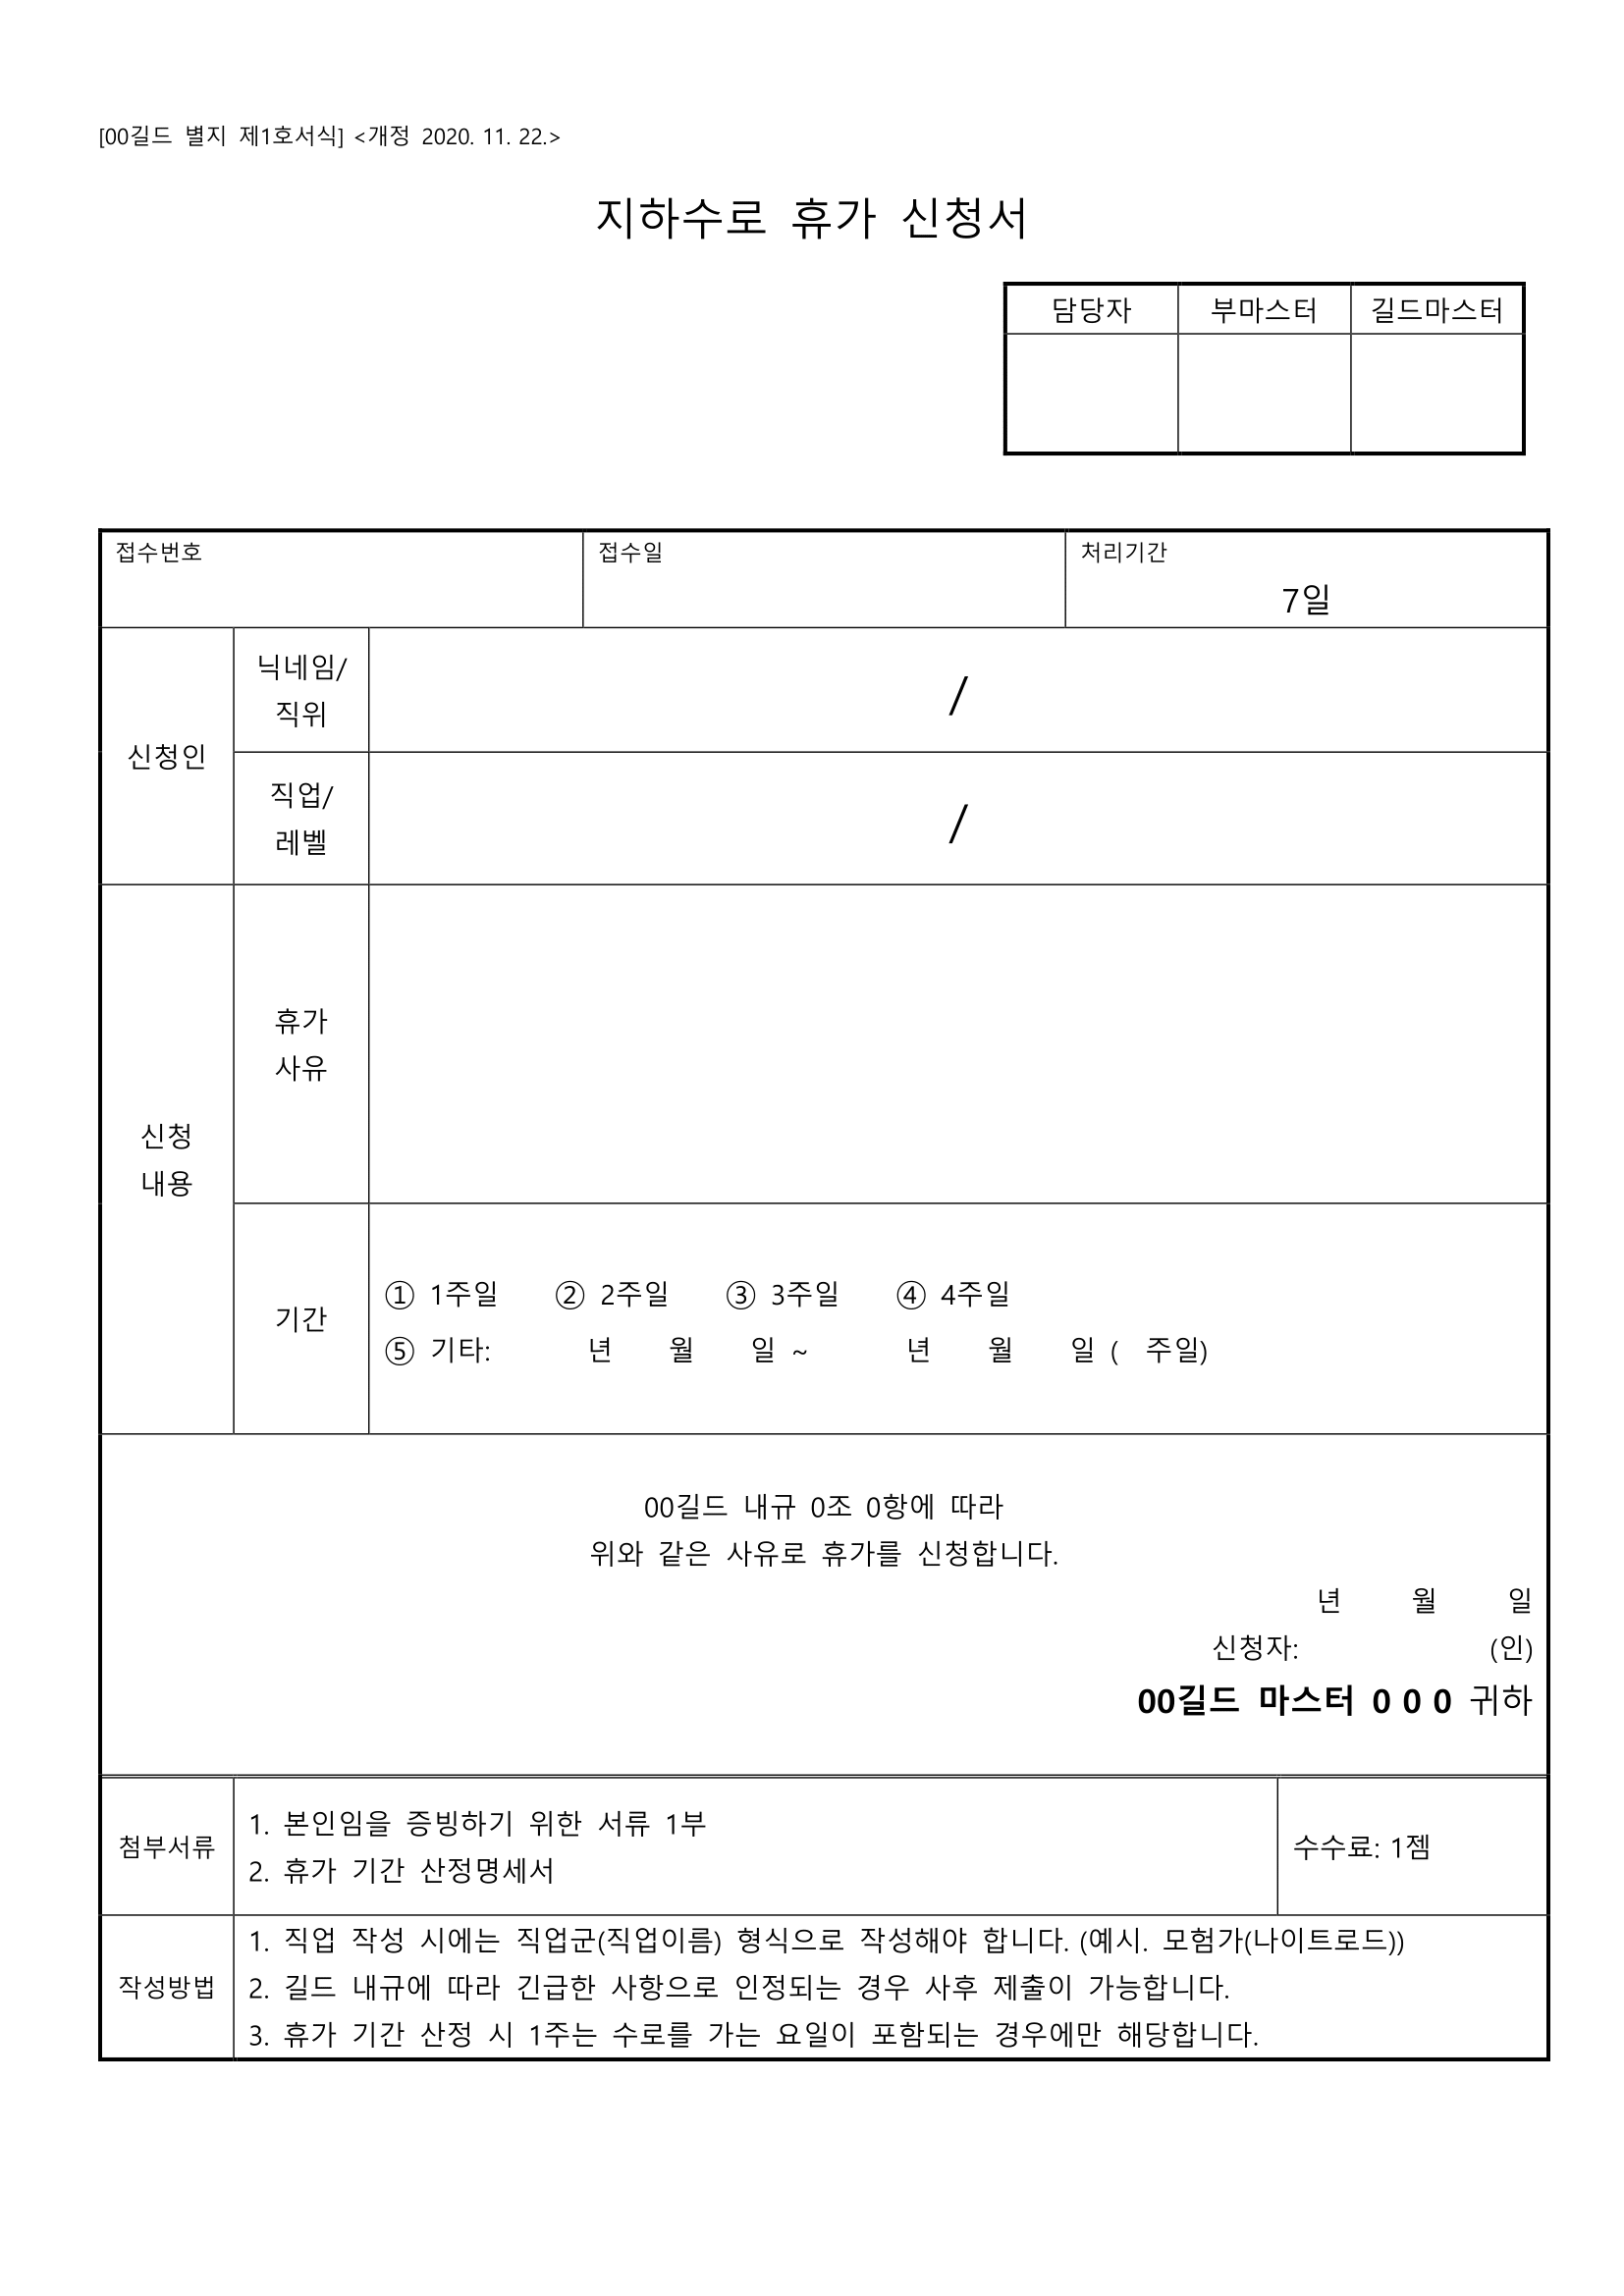 [00길드 별지 제1호서식] <개정 2020. 11. 22.>
지하수로 휴가 신청서
담당자 부마스터 길드마스터
접수번호 접수일 처리기간
7일
신청인
닉네임/
직위
/
직업/
레벨
/
신청
내용
휴가
사유
기간
① 1주일 ② 2주일 ③ 3주일 ④ 4주일
⑤ 기타: 년 월 일 ~ 년 월 일 ( 주일)
00길드 내규 0조 0항에 따라
위와 같은 사유로 휴가를 신청합니다.
년 월 일
신청자: (인)
00길드 마스터 0 0 0 귀하
첨부서류
1. 본인임을 증빙하기 위한 서류 1부
2. 휴가 기간 산정명세서
수수료: 1젬
작성방법
1. 직업 작성 시에는 직업군(직업이름) 형식으로 작성해야 합니다. (예시. 모험가(나이트로드))
2. 길드 내규에 따라 긴급한 사항으로 인정되는 경우 사후 제출이 가능합니다.
3. 휴가 기간 산정 시 1주는 수로를 가는 요일이 포함되는 경우에만 해당합니다.